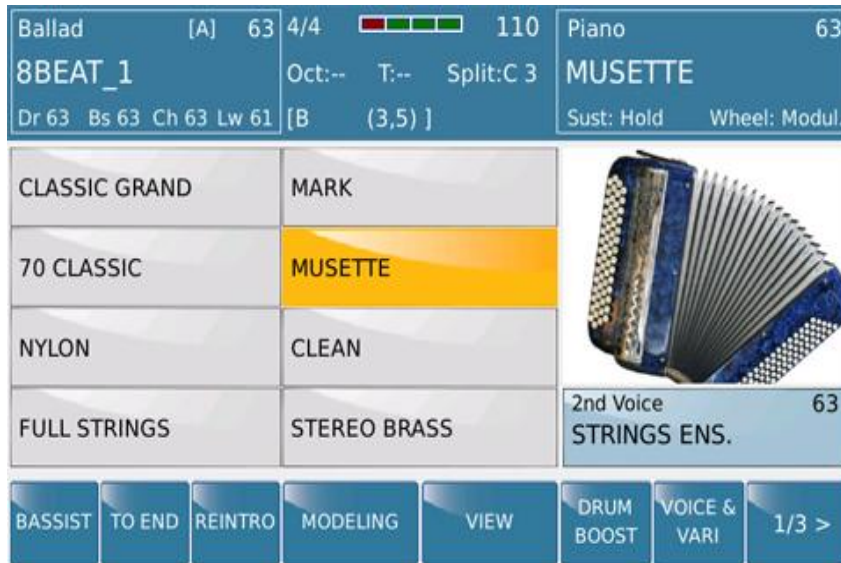 Ballad [A] 63
8BEAT_1
Dr 63 Bs 63 Ch 63 Lw 61
4/4 110
Oct:-- T:-- Split:C 3
[B (3,5) ]
Piano 63
MUSETTE
Sust: Hold Wheel: Modul.
CLASSIC GRAND
MARK
70 CLASSIC
MUSETTE
NYLON
CLEAN
FULL STRINGS
STEREO BRASS
2nd Voice 63
STRINGS ENS.
BASSIST
TO END
REINTRO
MODELING
VIEW
DRUM
BOOST
VOICE &
VARI
1/3 >